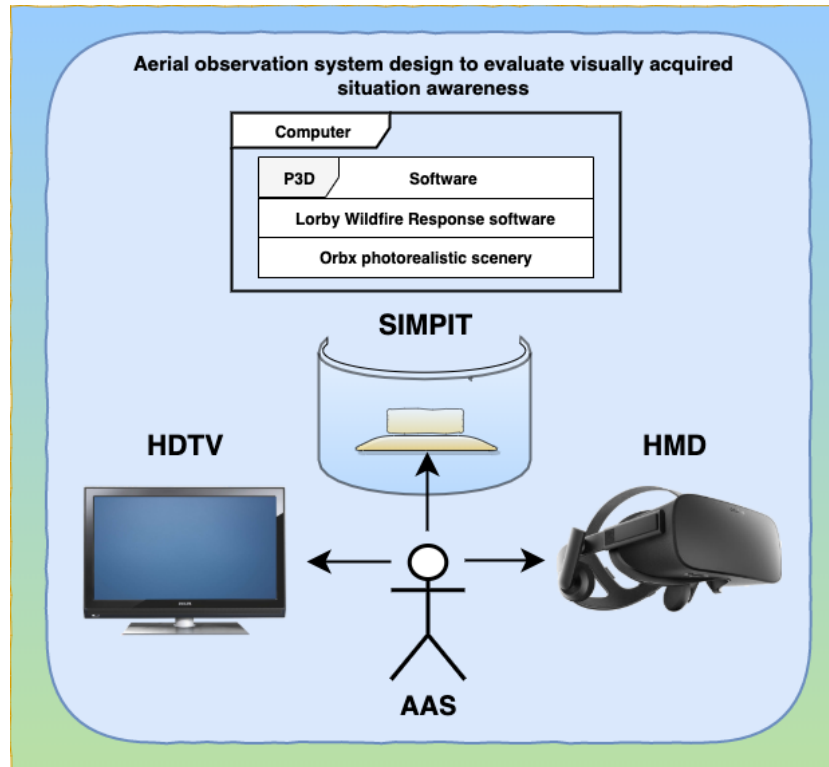 Aerial observation system design to evaluate visually acquired
situation awareness
Computer
P3D Software
Lorby Wildfire Response software
Orbx photorealistic scenery
SIMPIT
HDTV
HMD
PHILIPS
AAS